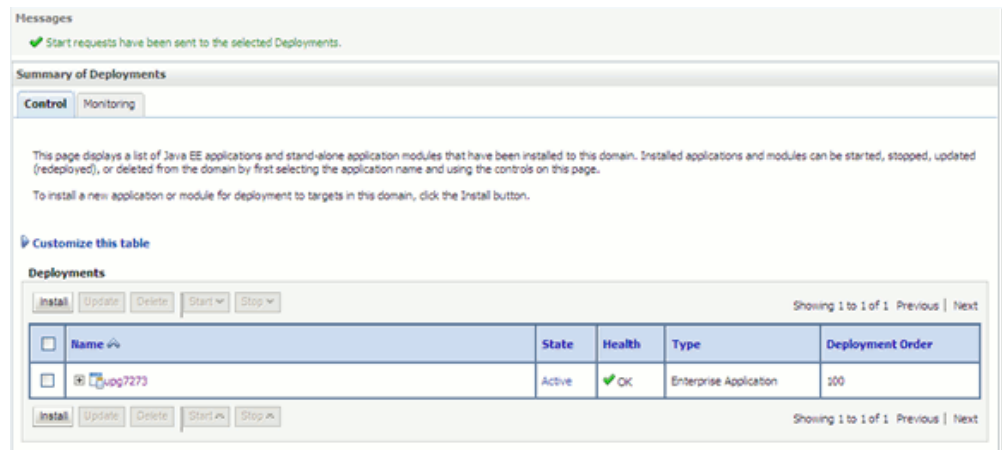 Messages
Start requests have been sent to the selected Deployments.
Summary of Deployments
Control Monitoring
This page displays a list of Java EE applications and stand-alone application modules that have been installed to this domain. Installed applications and modules can be started, stopped, updated
(redeployed), or deleted from the domain by first selecting the application name and using the controls on this page.
To install a new application or module for deployment to targets in this domain, click the Install button.
Customize this table
Deployments
Install Update Delete Start Stop Showing 1 to 1 of 1 Previous | Next
Name State Health Type Deployment Order
upg7273 Active OK Enterprise Application 100
Install Update Delete Start Stop Showing 1 to 1 of 1 Previous | Next